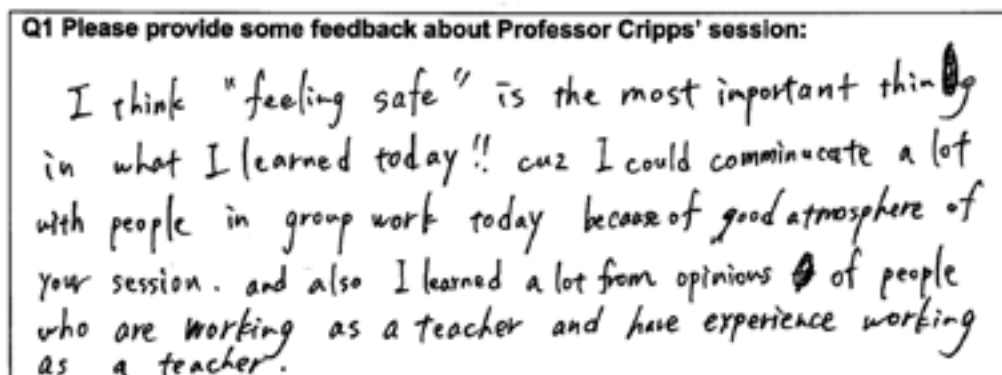 Q1 Please provide some feedback about Professor Cripps' session:
I think "feeling safe" is the most important thing
in what I learned today!! cuz I could comminucate a lot
with people in group work today becaose of good atmosphere of
your session. and also I learned a lot from opinions of people
who are working as a teacher and have experience working
as a teacher.